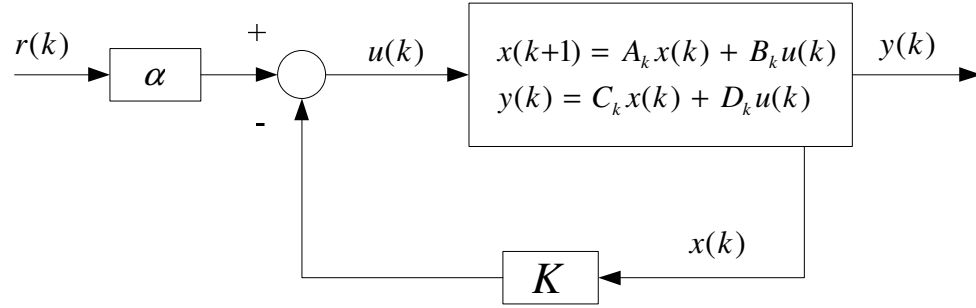 r(k)
α
+
-
u(k)
x(k+1) = A_k x(k) + B_k u(k)
y(k) = C_k x(k) + D_k u(k)
y(k)
x(k)
K